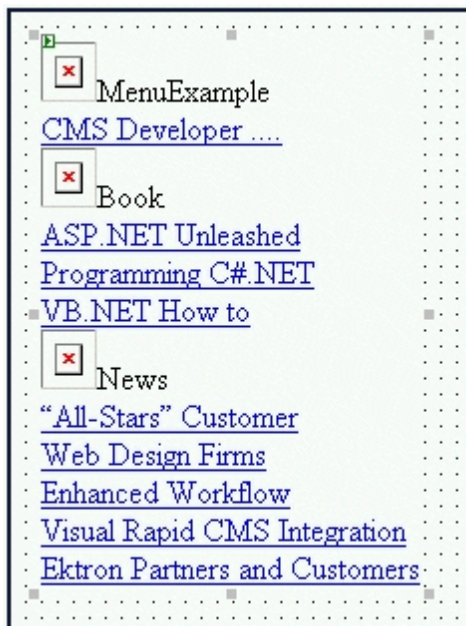 MenuExample
CMS Developer ....
Book
ASP.NET Unleashed
Programming C#.NET
VB.NET How to
News
“All-Stars” Customer
Web Design Firms
Enhanced Workflow
Visual Rapid CMS Integration
Ektron Partners and Customers